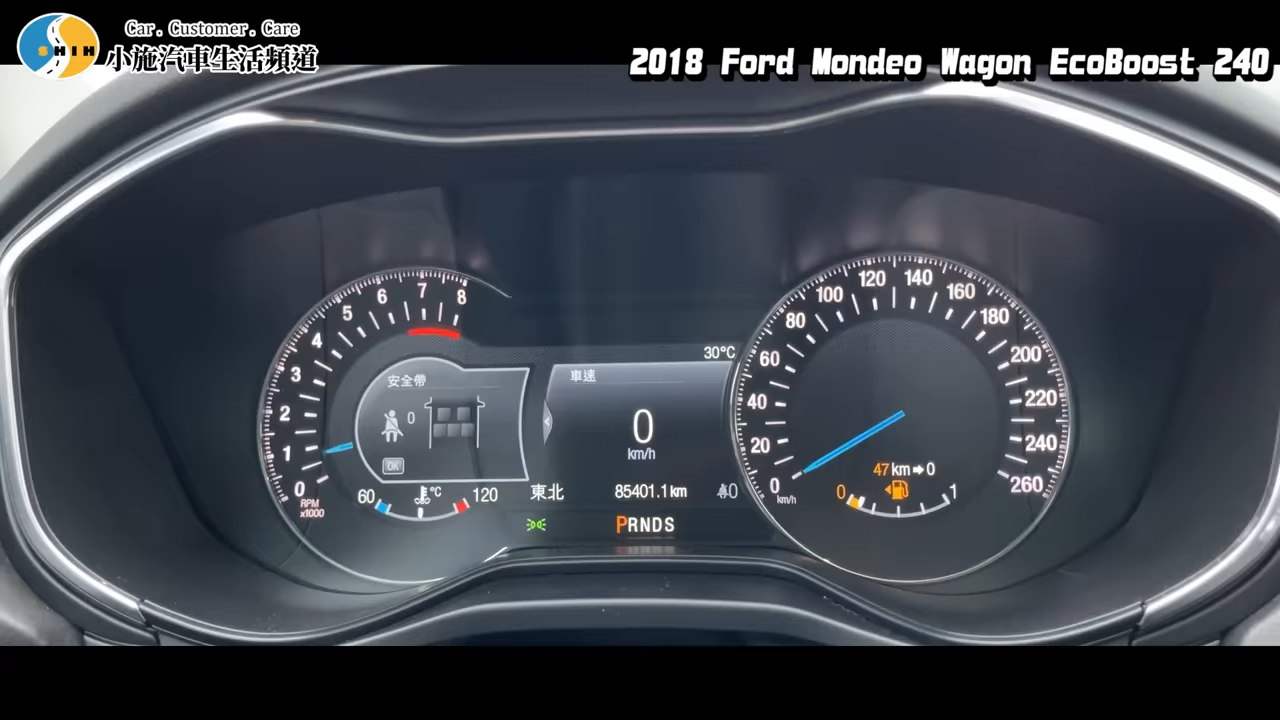 Car. Customer. Care
SHIH
小施汽車生活頻道
2018 Ford Mondeo Wagon EcoBoost 240
0
1
2
3
4
5
6
7
8
RPM
x1000
安全帶
0
OK
60
°C
120
30°C
車速
0
km/h
東北
85401.1 km
0
PRNDS
0
20
40
60
80
100
120
140
160
180
200
220
240
260
km/h
47 km➡0
0
1